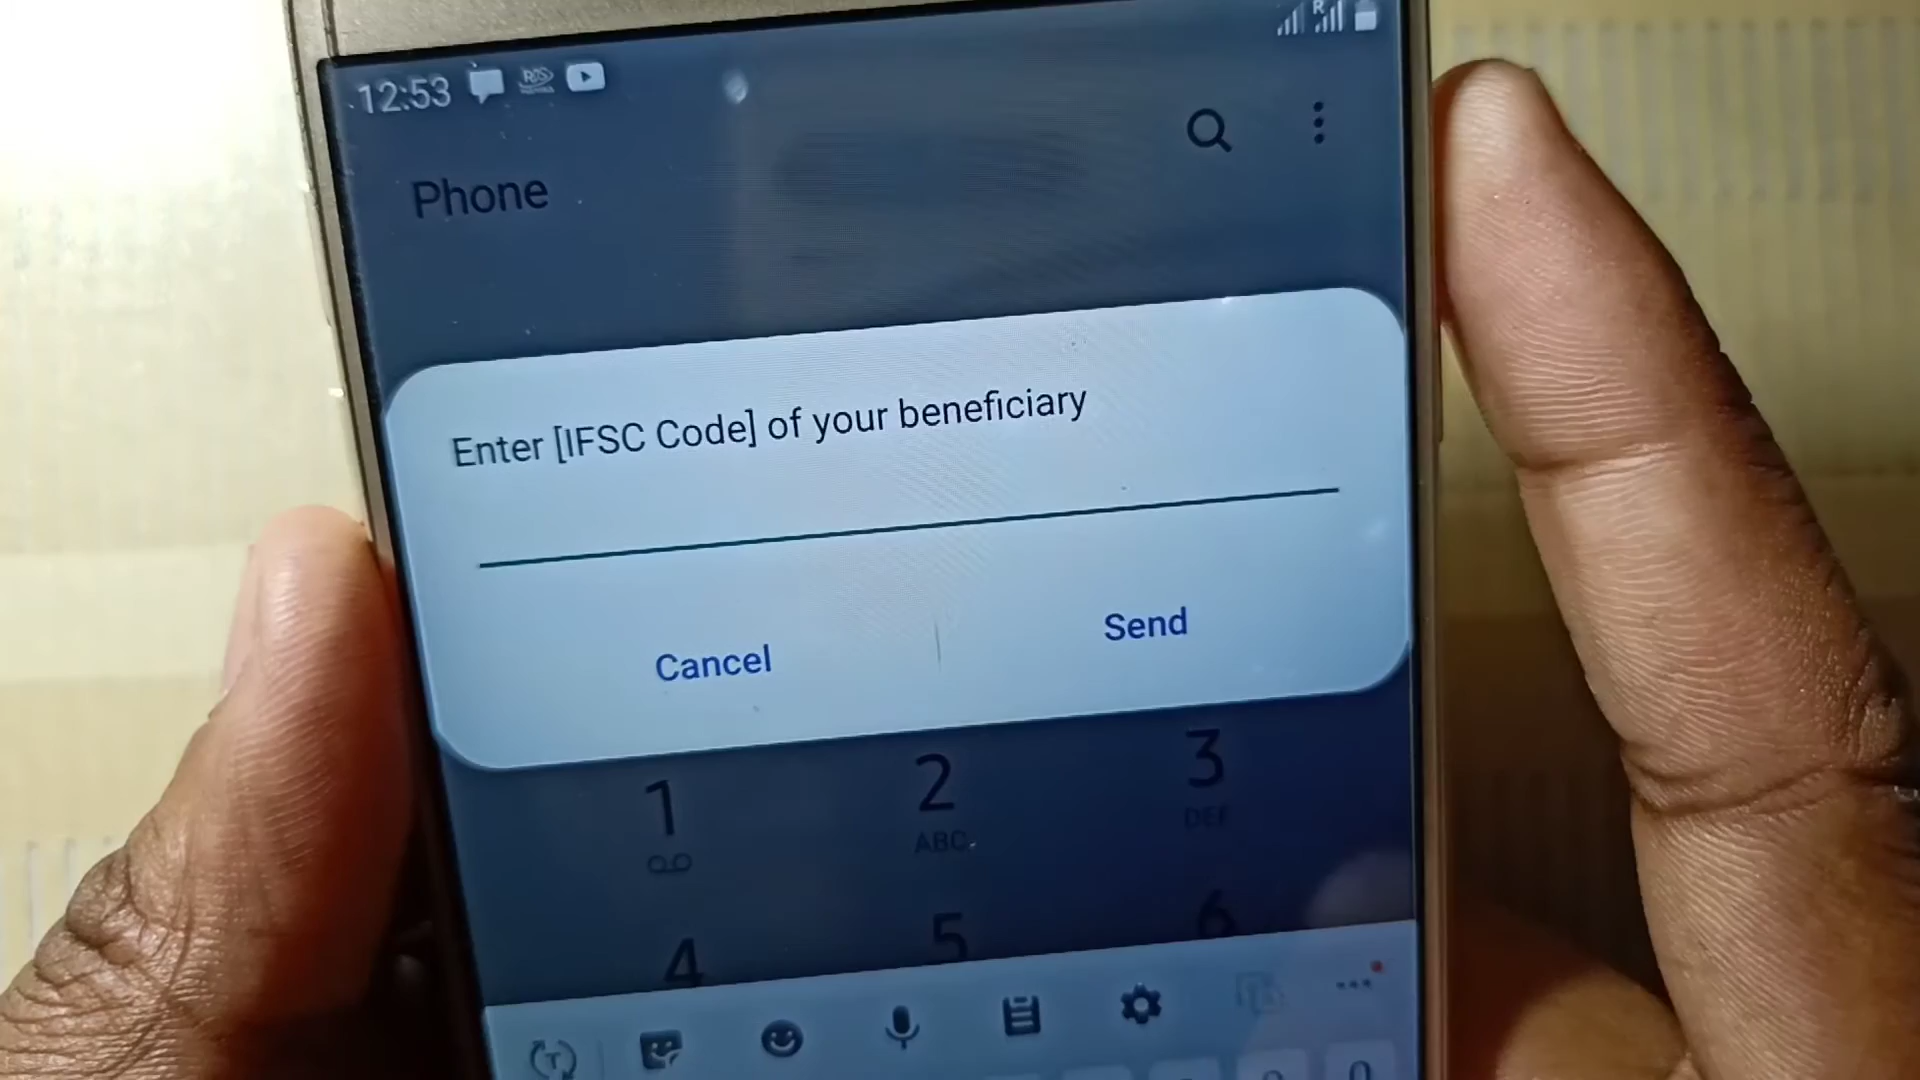 12:53
R
Phone
Enter [IFSC Code] of your beneficiary
Cancel
Send
1
2
ABC
3
DEF
4
5
6
T